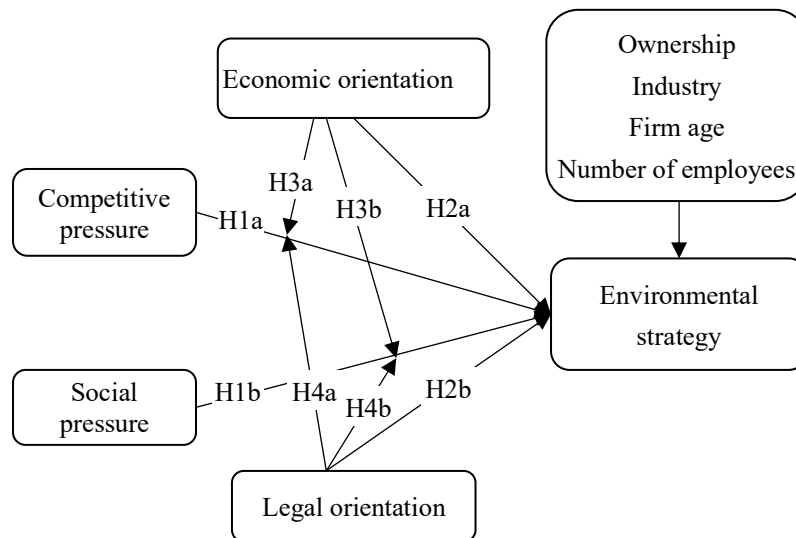 Ownership
Industry
Firm age
Number of employees
Economic orientation
H3a
H3b
H2a
Competitive
pressure
H1a
Environmental
strategy
Social
pressure
H1b
H4a
H4b
H2b
Legal orientation